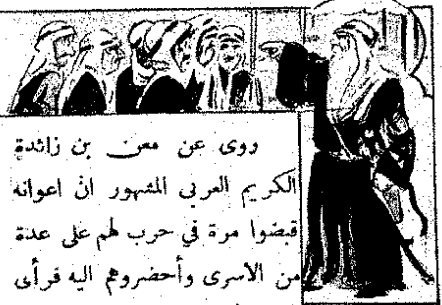 روى عن معن بن زائدة
الكريم العربي المشهور ان اعوانه
قبضوا مرة في حرب لهم على عدة
من الاسرى وأحضروهم اليه فرأى